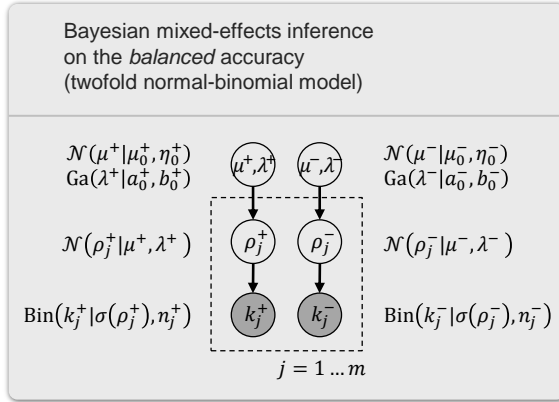 Bayesian mixed-effects inference
on the balanced accuracy
(twofold normal-binomial model)
𝒩(μ⁺|μ₀⁺, η₀⁺) μ⁺,λ⁺ μ⁻,λ⁻ 𝒩(μ⁻|μ₀⁻, η₀⁻)
Ga(λ⁺|a₀⁺, b₀⁺) Ga(λ⁻|a₀⁻, b₀⁻)
𝒩(ρⱼ⁺|μ⁺, λ⁺) ρⱼ⁺ ρⱼ⁻ 𝒩(ρⱼ⁻|μ⁻, λ⁻)
Bin(kⱼ⁺|σ(ρⱼ⁺), nⱼ⁺) kⱼ⁺ kⱼ⁻ Bin(kⱼ⁻|σ(ρⱼ⁻), nⱼ⁻)
j = 1 … m